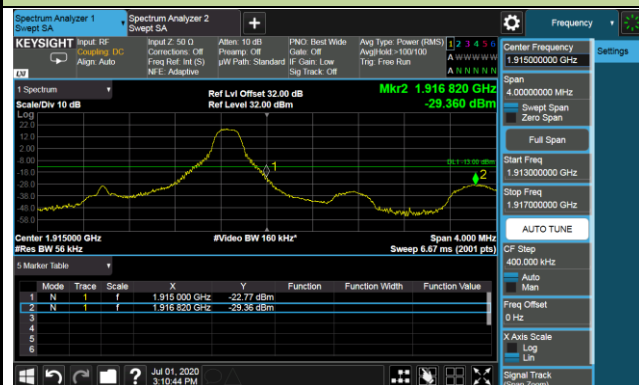 Spectrum Analyzer 1
Swept SA
Spectrum Analyzer 2
Swept SA
+
Frequency
KEYSIGHT
Input: RF
Coupling: DC
Align: Auto
Input Z: 50 Ω
Corrections: Off
Freq Ref: Int (S)
NFE: Adaptive
Atten: 10 dB
Preamp: Off
µW Path: Standard
PNO: Best Wide
Gate: Off
IF Gain: Low
Sig Track: Off
Avg Type: Power (RMS)
Avg|Hold:>100/100
Trig: Free Run
1 2 3 4 5 6
A W W W W W
A N N N N N
LXI
1 Spectrum
Scale/Div 10 dB
Log
Ref Lvl Offset 32.00 dB
Ref Level 32.00 dBm
Mkr2 1.916 820 GHz
-29.360 dBm
22.0
12.0
2.00
-8.00
-18.0
-28.0
-38.0
-48.0
-58.0
DL1 -13.00 dBm
1
2
Center 1.915000 GHz
#Res BW 56 kHz
#Video BW 160 kHz*
Span 4.000 MHz
Sweep 6.67 ms (2001 pts)
5 Marker Table
Mode Trace Scale X Y Function Function Width Function Value
1 N 1 f 1.915 000 GHz -22.77 dBm
2 N 1 f 1.916 820 GHz -29.36 dBm
3
4
5
6
Jul 01, 2020
3:10:44 PM
Center Frequency
1.915000000 GHz
Settings
Span
4.00000000 MHz
Swept Span
Zero Span
Full Span
Start Freq
1.913000000 GHz
Stop Freq
1.917000000 GHz
AUTO TUNE
CF Step
400.000 kHz
Auto
Man
Freq Offset
0 Hz
X Axis Scale
Log
Lin
Signal Track
(Span Zoom)